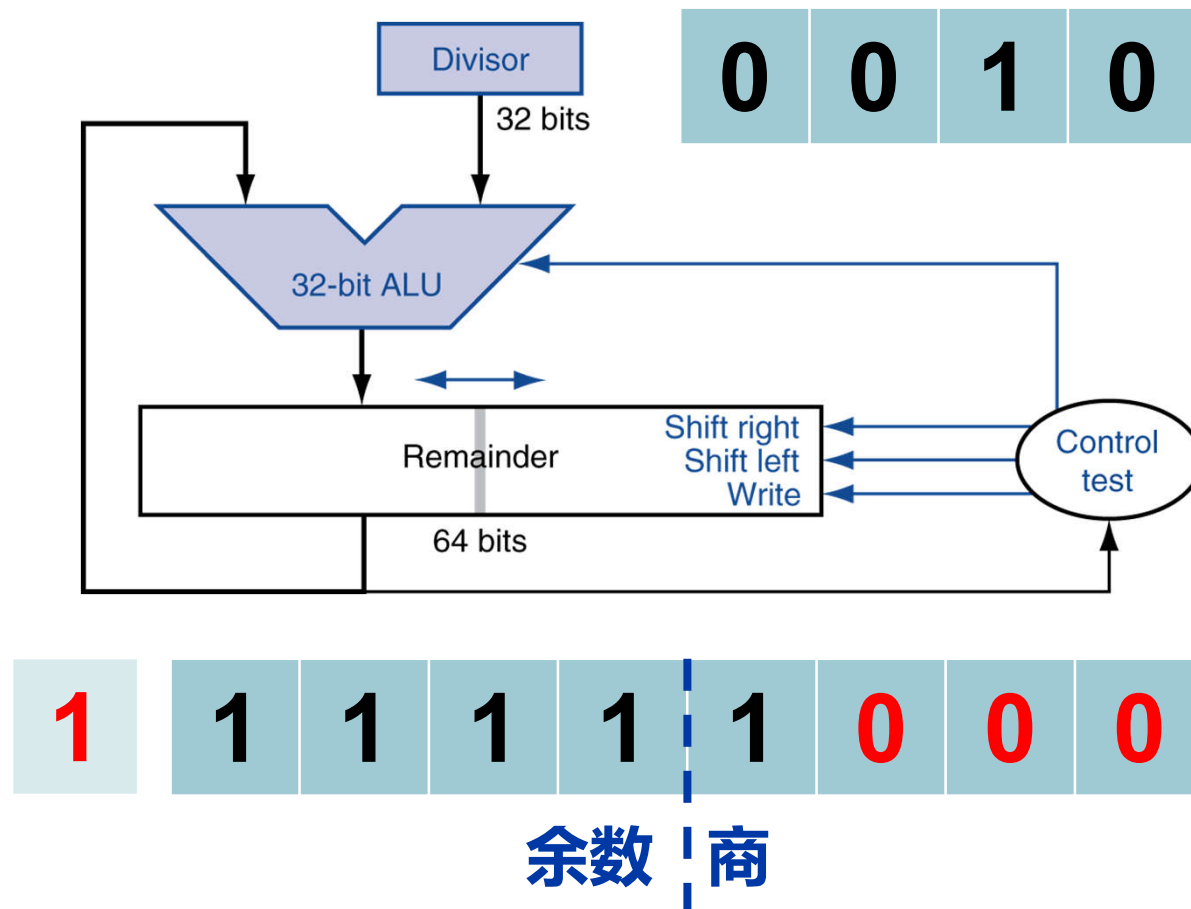 Divisor
0 0 1 0
32 bits
32-bit ALU
Remainder
Shift right
Shift left
Write
Control
test
64 bits
1 1 1 1 1 1 0 0 0
余数 商